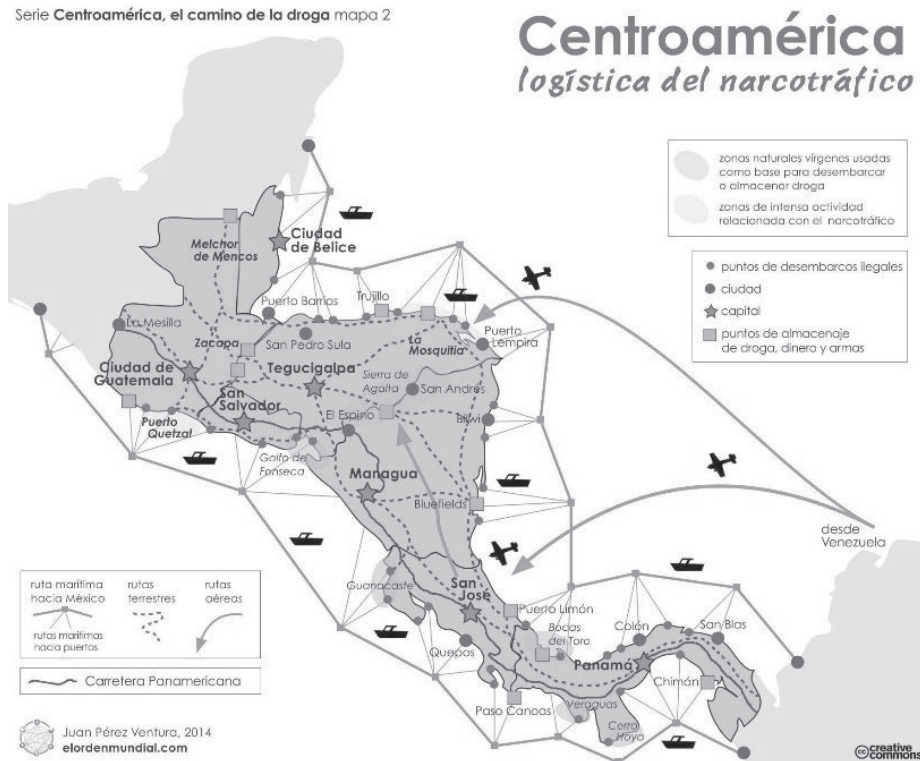 Serie Centroamérica, el camino de la droga mapa 2
Centroamérica
logística del narcotráfico
zonas naturales vírgenes usadas
como base para desembarcar
o almacenar droga
zonas de intensa actividad
relacionada con el narcotráfico
puntos de desembarcos ilegales
ciudad
capital
puntos de almacenaje
de droga, dinero y armas
Melchor
de Mencos
Ciudad
de Belice
Puerto Barrios
Trujillo
La Mesilla
Zacapa
San Pedro Sula
La
Mosquitia
Puerto
Lempira
Ciudad de
Guatemala
Tegucigalpa
Sierra de
Agalta
San Andrés
San
Salvador
El Espino
Bilwi
Puerto
Quetzal
Golfo de
Fonseca
Managua
Bluefields
desde
Venezuela
Guanacaste
San
José
Puerto Limón
Bocas
del Toro
Colón
San Blas
Quepos
Panamá
Chimán
Paso Canoas
Veraguas
Cerro
Hoya
ruta marítima
hacia México
rutas
terrestres
rutas
aéreas
rutas marítimas
hacia puertos
Carretera Panamericana
Juan Pérez Ventura, 2014
elordenmundial.com
cc creative
commons